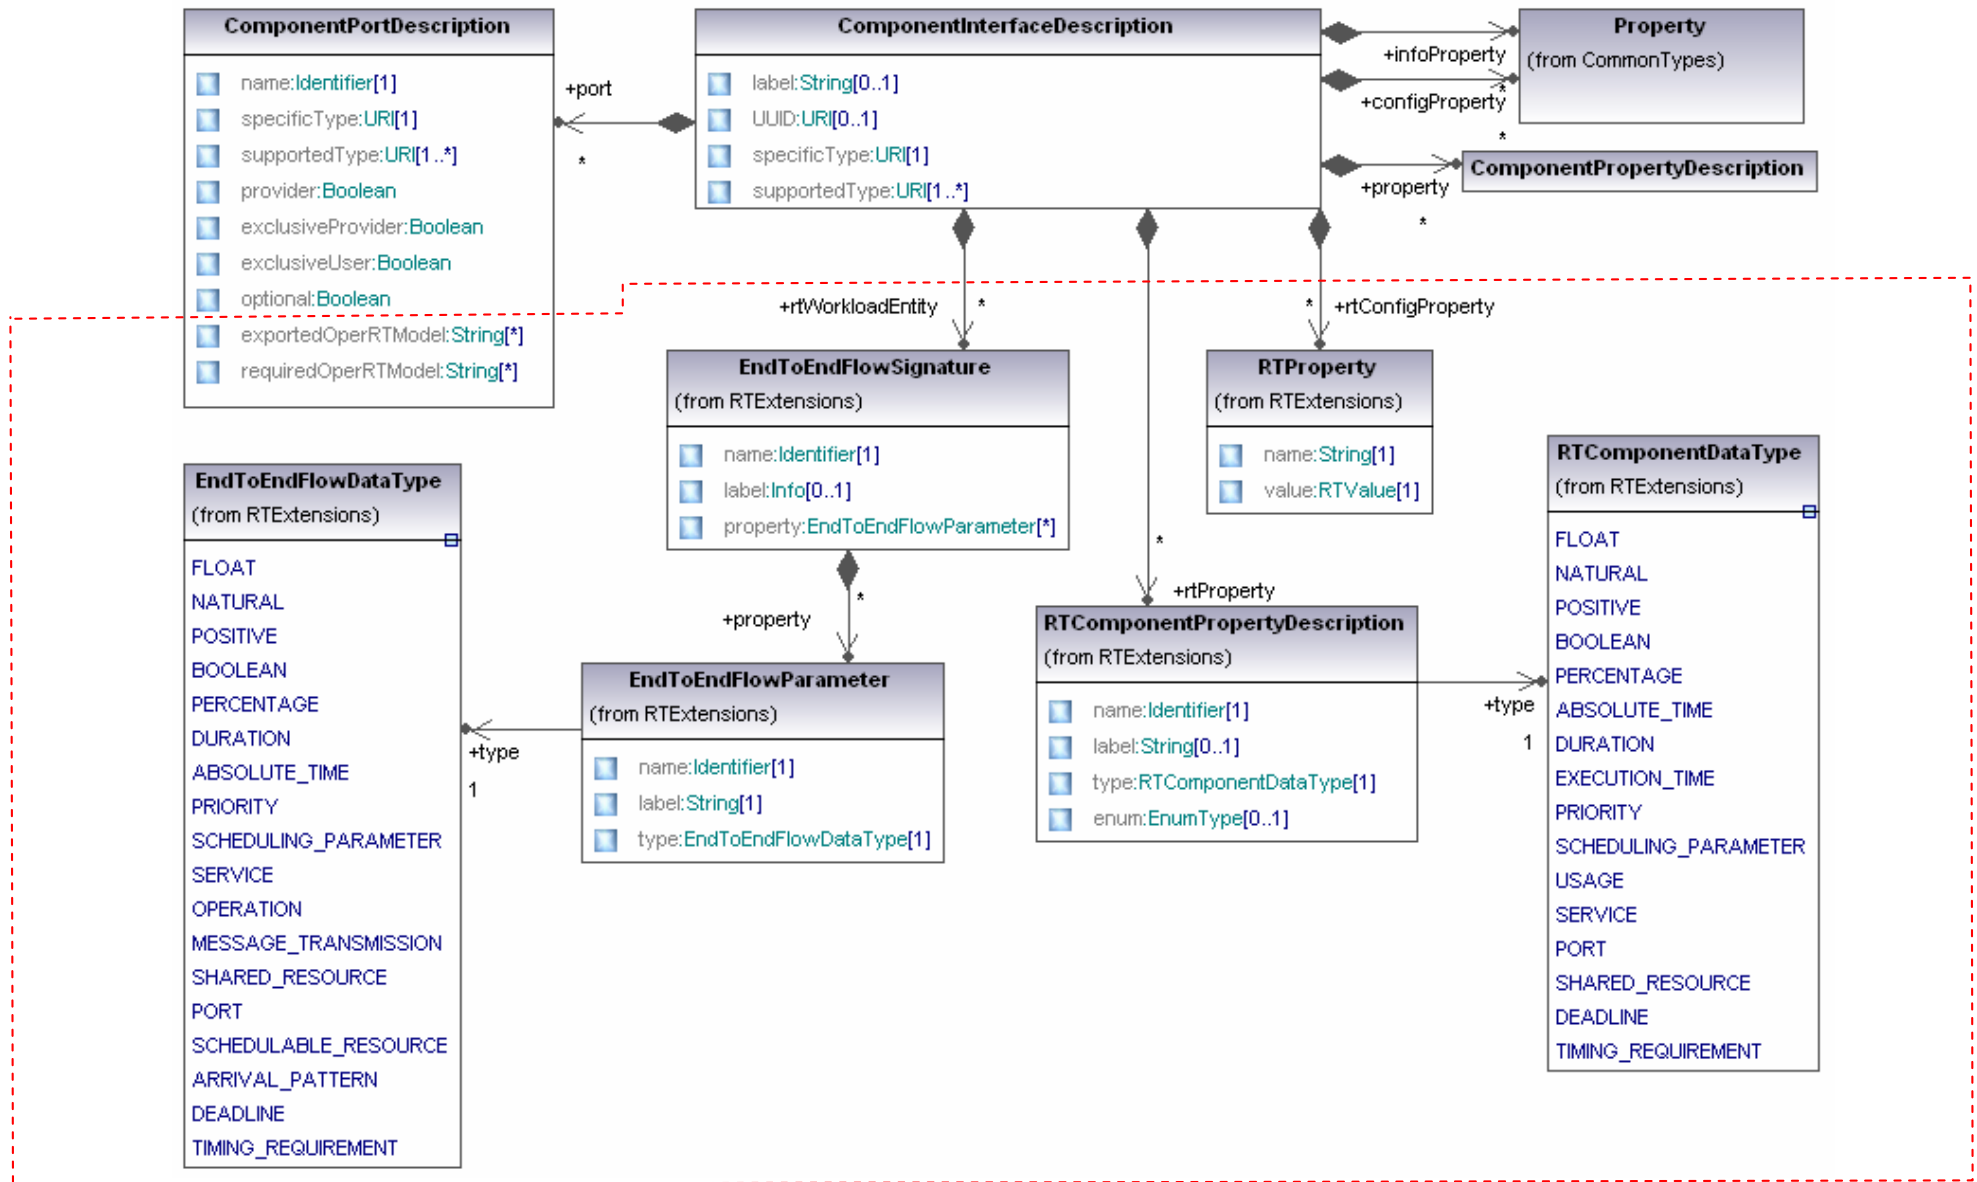 ComponentPortDescription
name:Identifier[1]
specificType:URI[1]
supportedType:URI[1..*]
provider:Boolean
exclusiveProvider:Boolean
exclusiveUser:Boolean
optional:Boolean
exportedOperRTModel:String[*]
requiredOperRTModel:String[*]
+port
*
ComponentInterfaceDescription
label:String[0..1]
UUID:URI[0..1]
specificType:URI[1]
supportedType:URI[1..*]
+infoProperty
*
+configProperty
*
Property
(from CommonTypes)
+property
*
ComponentPropertyDescription
+rtWorkloadEntity
*
*
+rtConfigProperty
EndToEndFlowSignature
(from RTExtensions)
name:Identifier[1]
label:Info[0..1]
property:EndToEndFlowParameter[*]
RTProperty
(from RTExtensions)
name:String[1]
value:RTValue[1]
*
+rtProperty
*
+property
EndToEndFlowDataType
(from RTExtensions)
FLOAT
NATURAL
POSITIVE
BOOLEAN
PERCENTAGE
DURATION
ABSOLUTE_TIME
PRIORITY
SCHEDULING_PARAMETER
SERVICE
OPERATION
MESSAGE_TRANSMISSION
SHARED_RESOURCE
PORT
SCHEDULABLE_RESOURCE
ARRIVAL_PATTERN
DEADLINE
TIMING_REQUIREMENT
+type
1
EndToEndFlowParameter
(from RTExtensions)
name:Identifier[1]
label:String[1]
type:EndToEndFlowDataType[1]
RTComponentPropertyDescription
(from RTExtensions)
name:Identifier[1]
label:String[0..1]
type:RTComponentDataType[1]
enum:EnumType[0..1]
+type
1
RTComponentDataType
(from RTExtensions)
FLOAT
NATURAL
POSITIVE
BOOLEAN
PERCENTAGE
ABSOLUTE_TIME
DURATION
EXECUTION_TIME
PRIORITY
SCHEDULING_PARAMETER
USAGE
SERVICE
PORT
SHARED_RESOURCE
DEADLINE
TIMING_REQUIREMENT